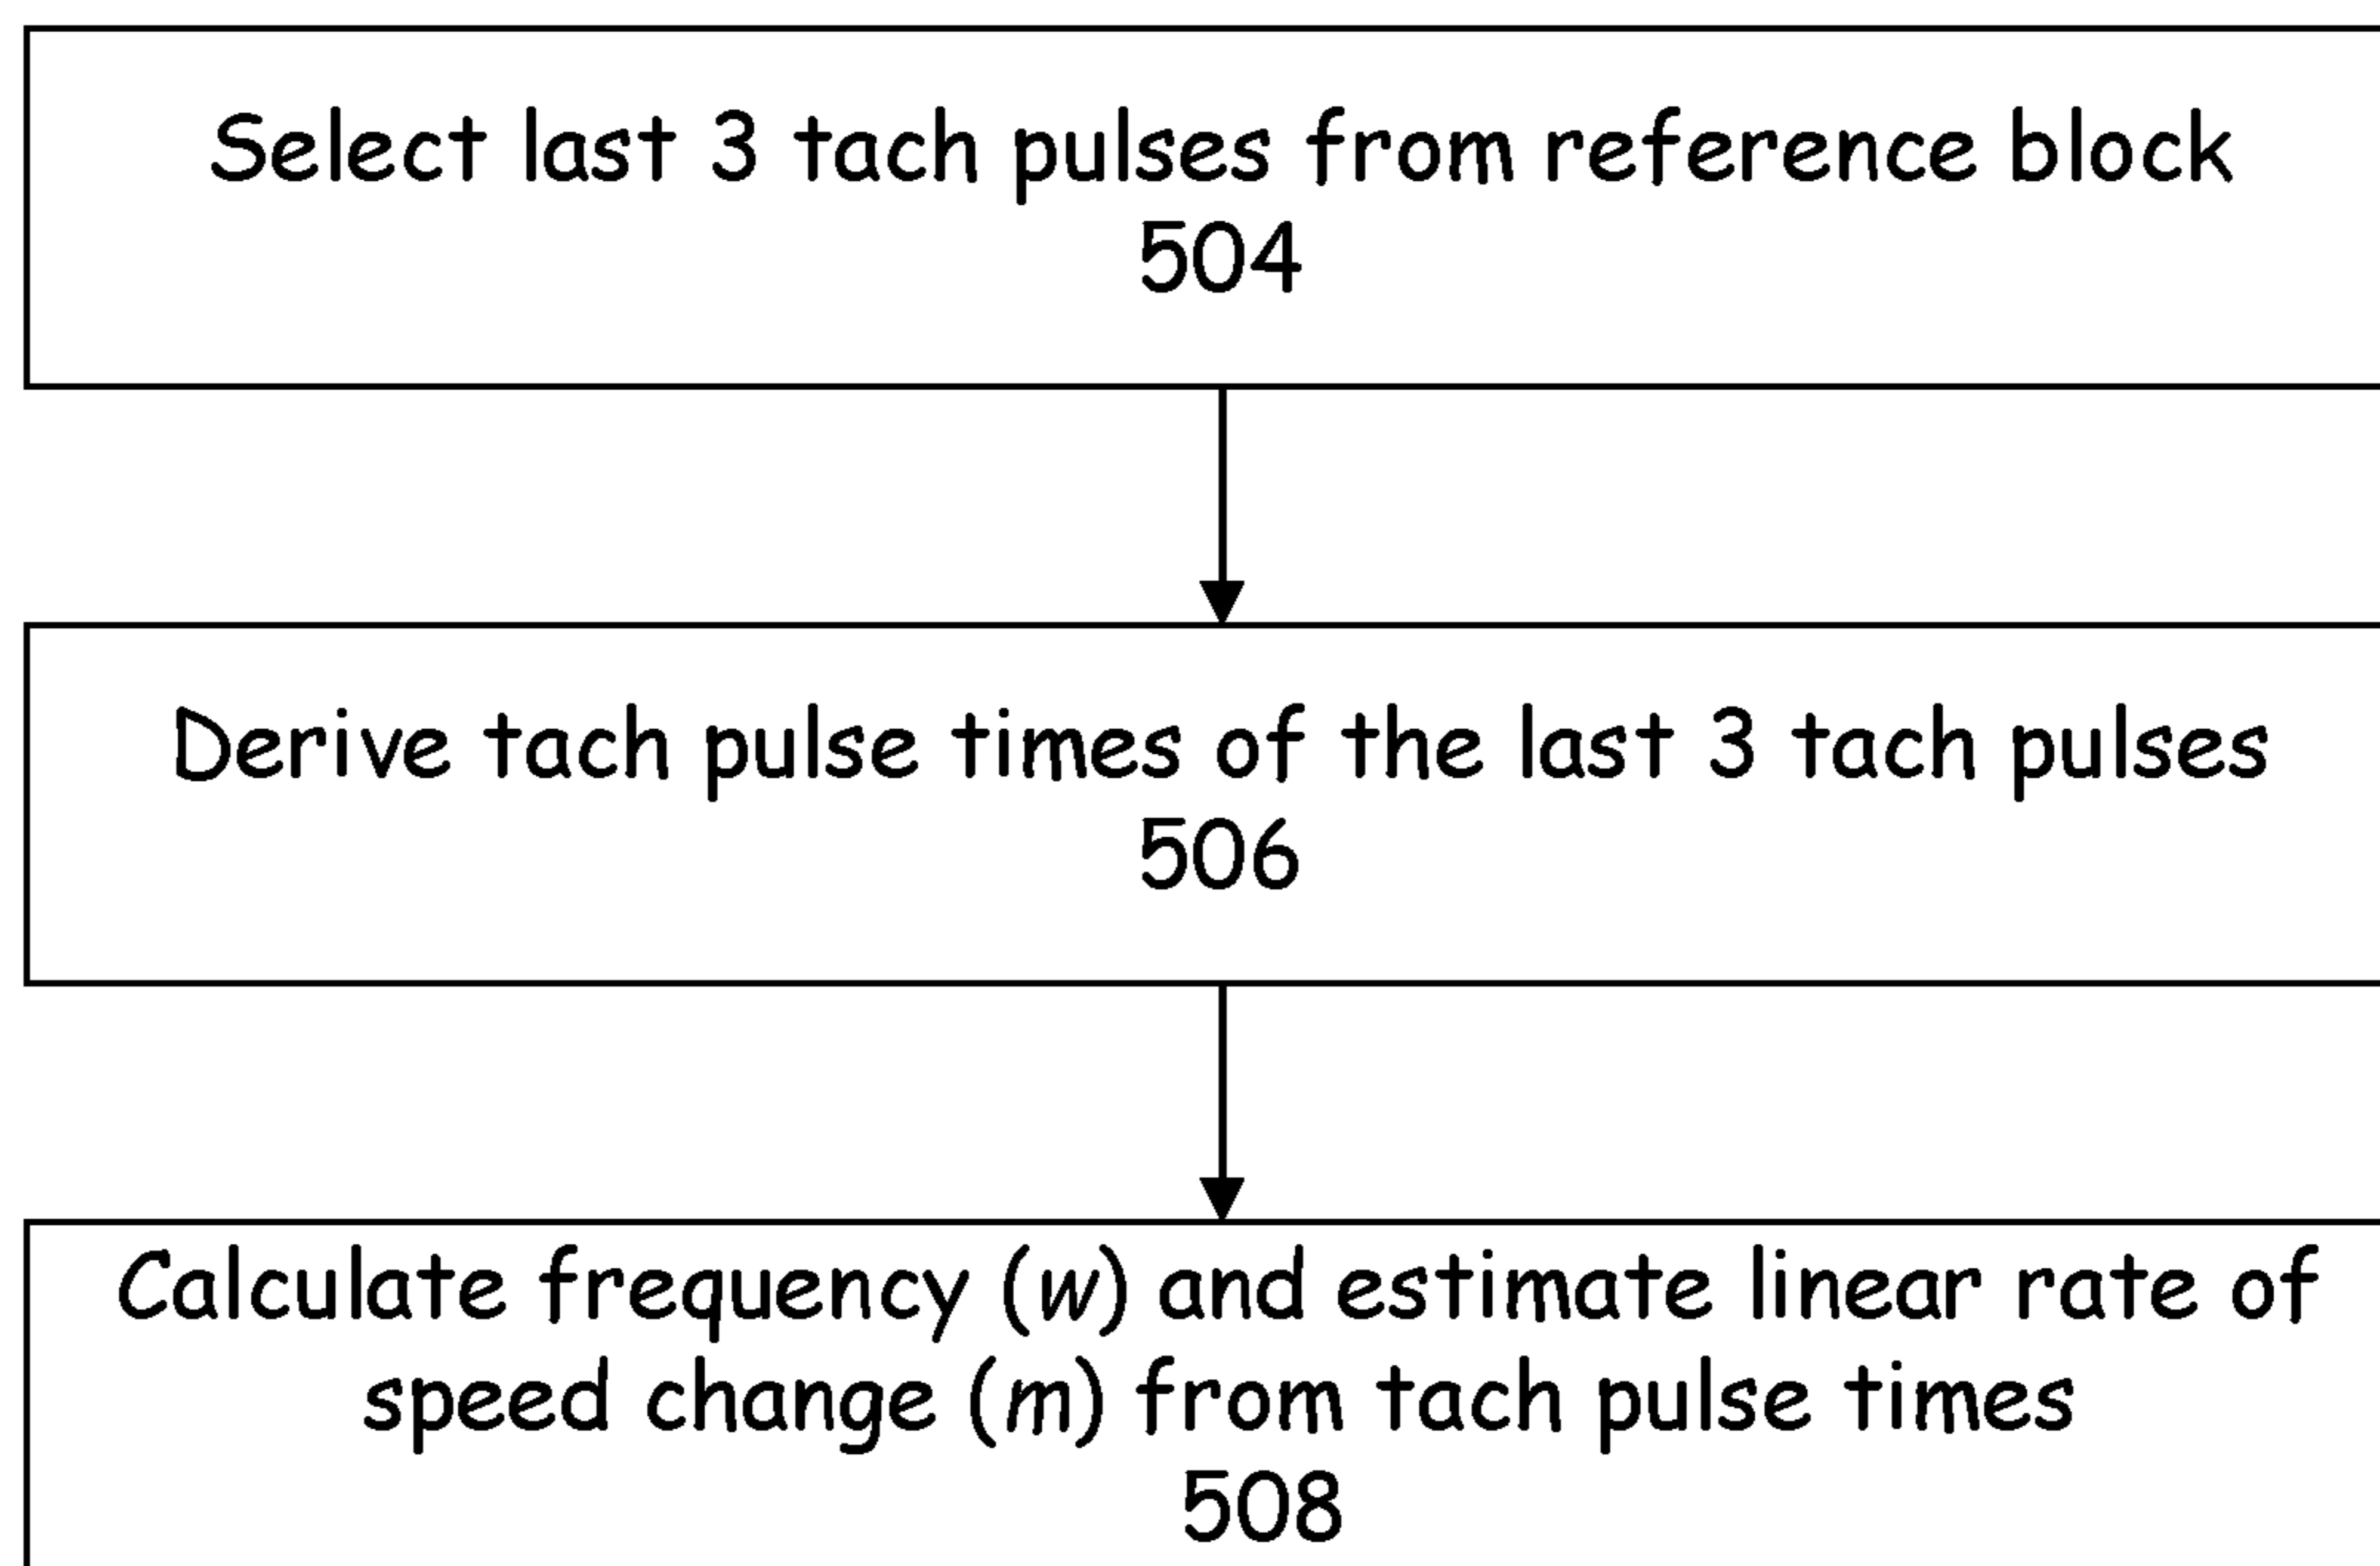 Select last 3 tach pulses from reference block
504
Derive tach pulse times of the last 3 tach pulses
506
Calculate frequency (w) and estimate linear rate of
speed change (m) from tach pulse times
508